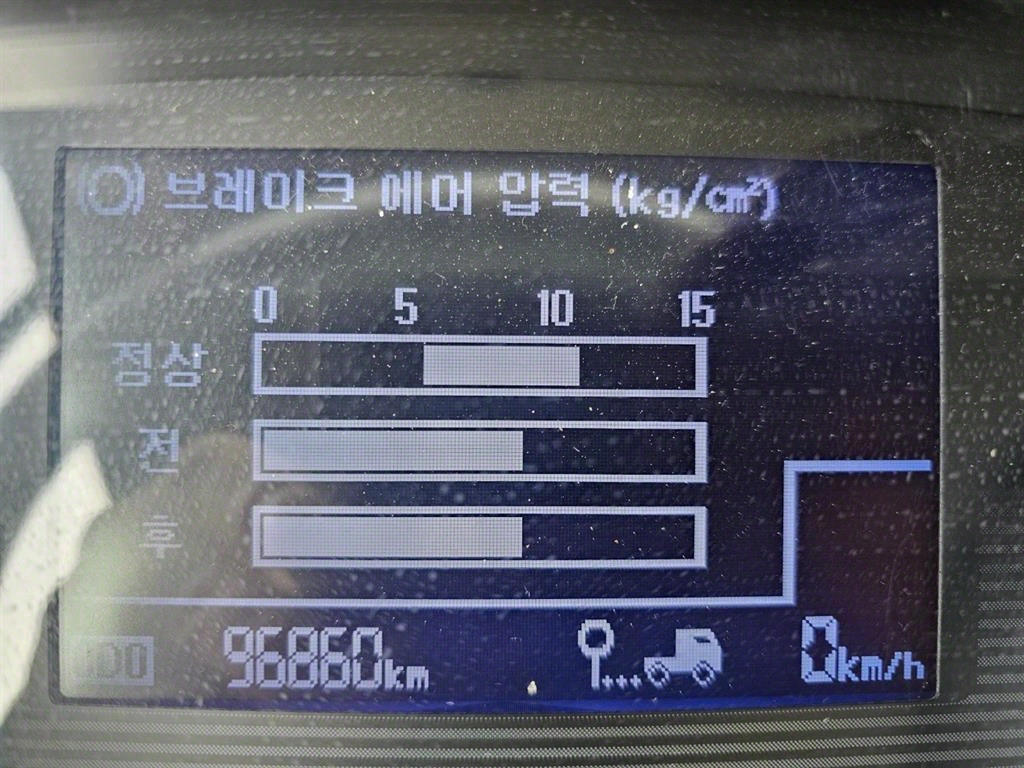 브레이크 에어 압력 (kg/cm²)
0 5 10 15
정상
전
후
ODO 96860km 0km/h